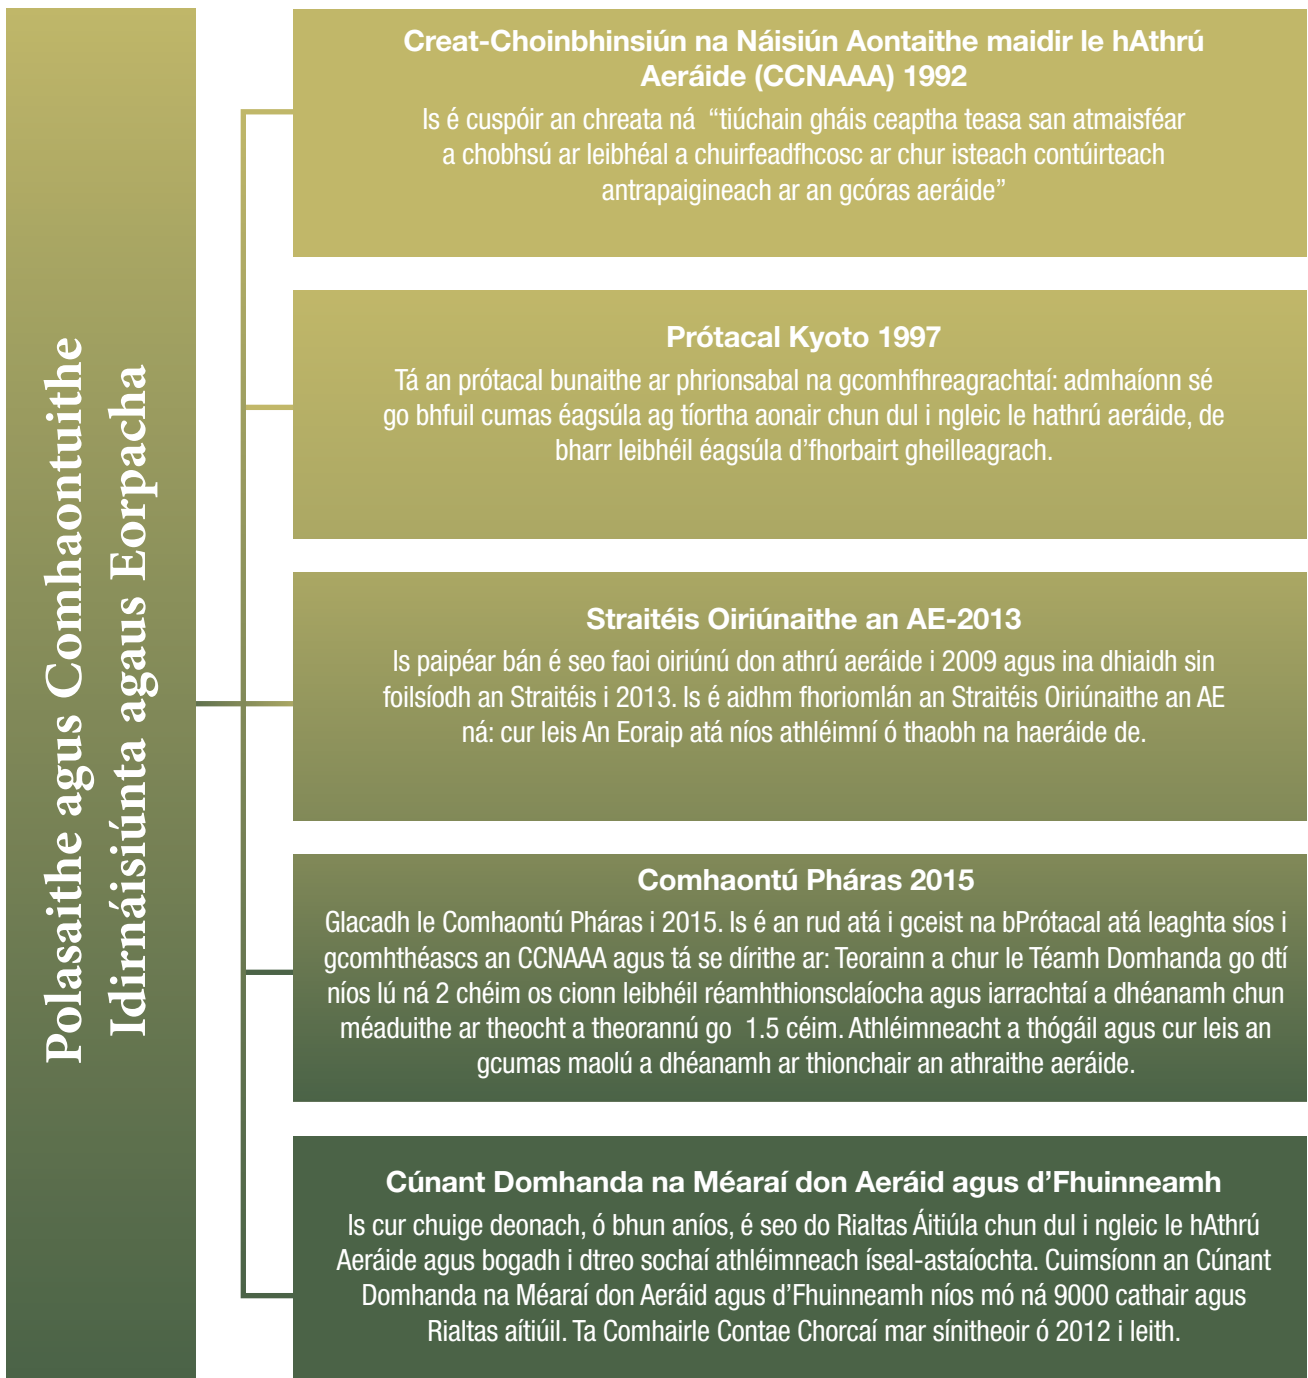 Polasaithe agus Comhaontuithe
Idirnáisiúnta agaus Eorpacha
Creat-Choinbhinsiún na Náisiún Aontaithe maidir le hAthrú
Aeráide (CCNAAA) 1992
Is é cuspóir an chreata ná “tiúchain gháis ceaptha teasa san atmaisféar
a chobhsú ar leibhéal a chuirfeadfhcosc ar chur isteach contúirteach
antrapaigineach ar an gcóras aeráide”
Prótacal Kyoto 1997
Tá an prótacal bunaithe ar phrionsabal na gcomhfhreagrachtaí: admhaíonn sé
go bhfuil cumas éagsúla ag tíortha aonair chun dul i ngleic le hathrú aeráide, de
bharr leibhéil éagsúla d’fhorbairt gheilleagrach.
Straitéis Oiriúnaithe an AE-2013
Is paipéar bán é seo faoi oiriúnú don athrú aeráide i 2009 agus ina dhiaidh sin
foilsíodh an Straitéis i 2013. Is é aidhm fhoriomlán an Straitéis Oiriúnaithe an AE
ná: cur leis An Eoraip atá níos athléimní ó thaobh na haeráide de.
Comhaontú Pháras 2015
Glacadh le Comhaontú Pháras i 2015. Is é an rud atá i gceist na bPrótacal atá leaghta síos i
gcomhthéascs an CCNAAA agus tá se dírithe ar: Teorainn a chur le Téamh Domhanda go dtí
níos lú ná 2 chéim os cionn leibhéil réamhthionsclaíocha agus iarrachtaí a dhéanamh chun
méaduithe ar theocht a theorannú go 1.5 céim. Athléimneacht a thógáil agus cur leis an
gcumas maolú a dhéanamh ar thionchair an athraithe aeráide.
Cúnant Domhanda na Méaraí don Aeráid agus d’Fhuinneamh
Is cur chuige deonach, ó bhun aníos, é seo do Rialtas Áitiúla chun dul i ngleic le hAthrú
Aeráide agus bogadh i dtreo sochaí athléimneach íseal-astaíochta. Cuimsíonn an Cúnant
Domhanda na Méaraí don Aeráid agus d’Fhuinneamh níos mó ná 9000 cathair agus
Rialtas aítiúil. Ta Comhairle Contae Chorcaí mar sínitheoir ó 2012 i leith.